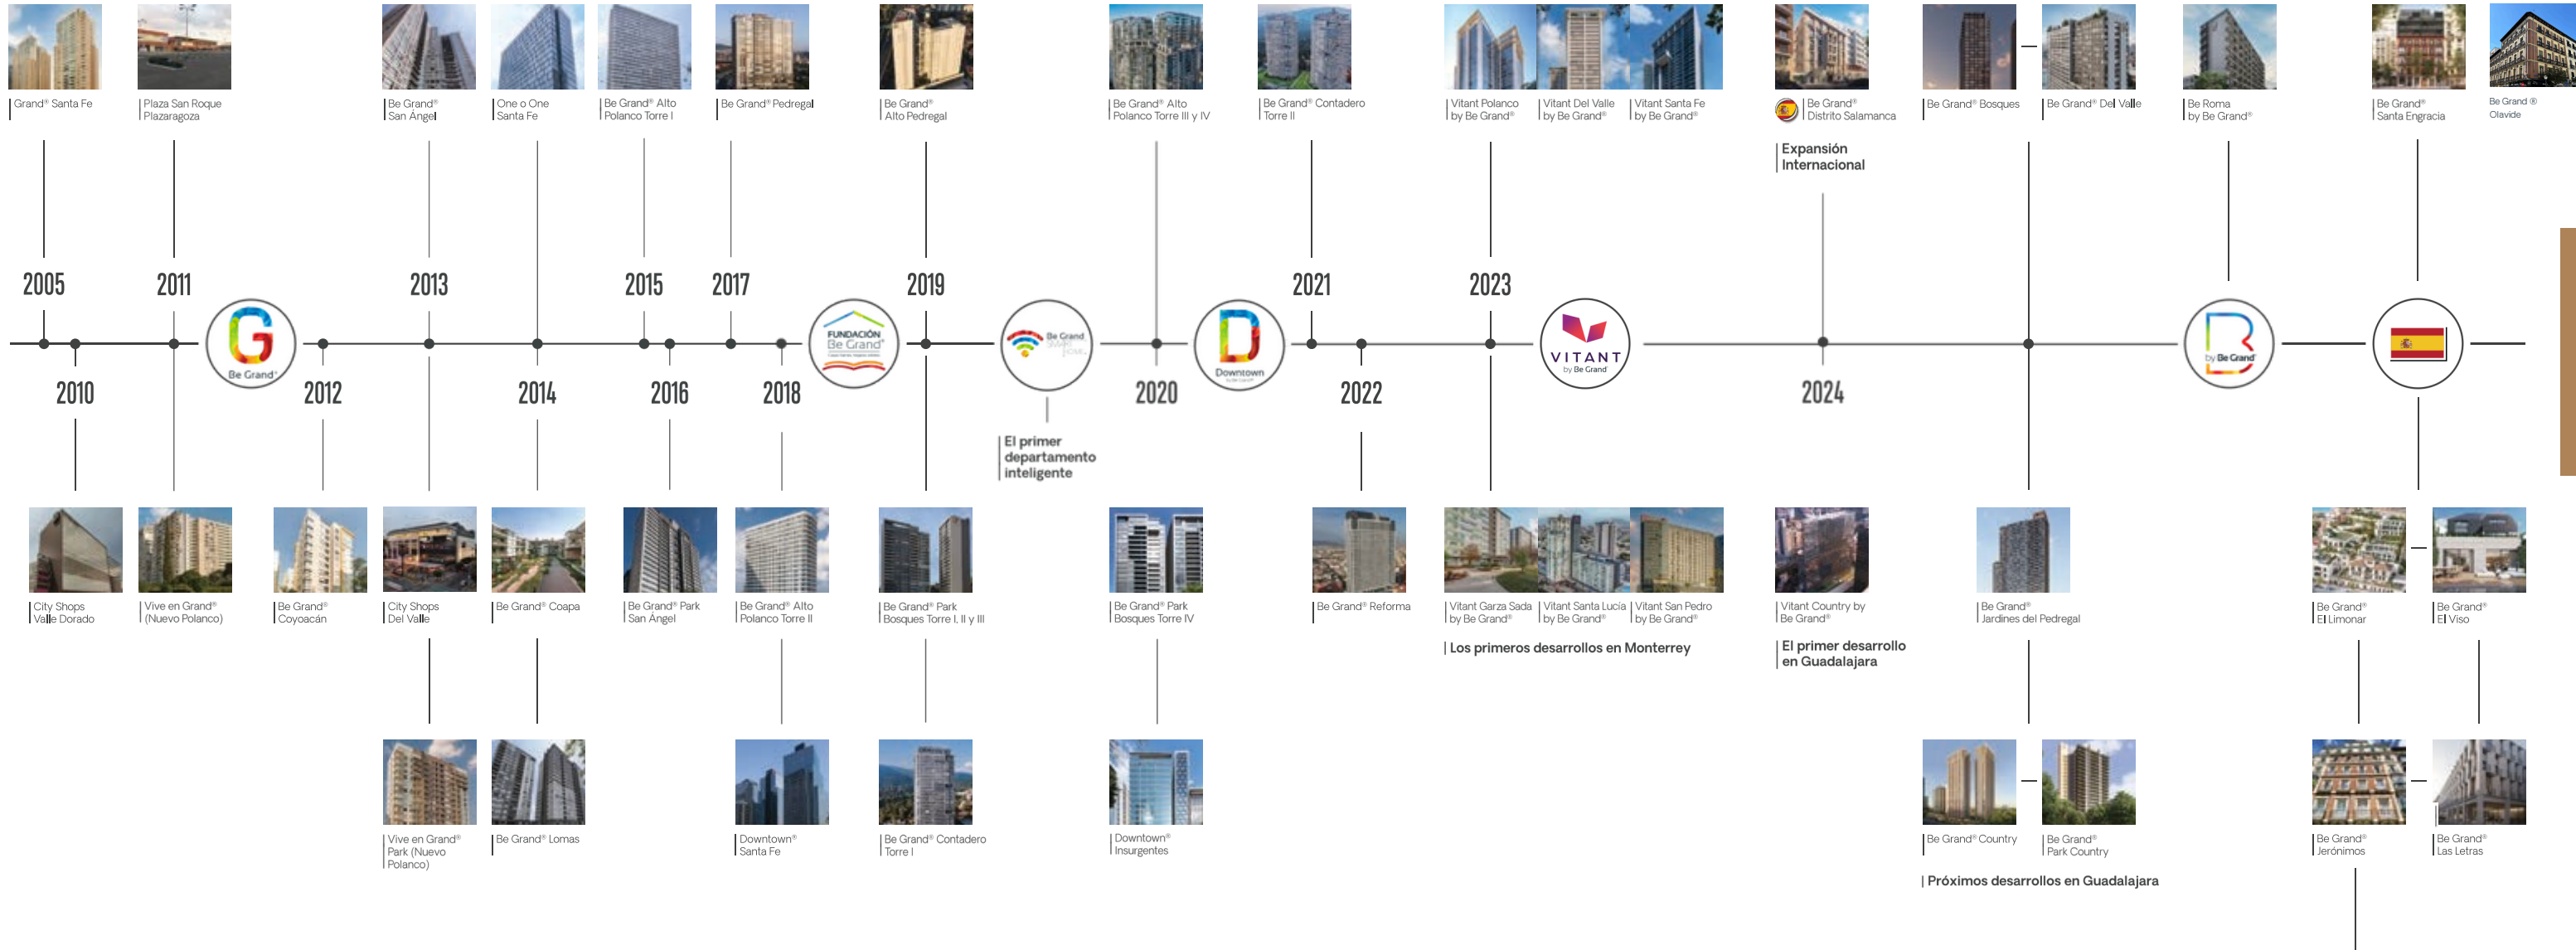 Grand® Santa Fe
Plaza San Roque
Plazaragoza
Be Grand®
San Ángel
One o One
Santa Fe
Be Grand® Alto
Polanco Torre I
Be Grand® Pedregal
Be Grand®
Alto Pedregal
Be Grand® Alto
Polanco Torre III y IV
Be Grand® Contadero
Torre II
Vitant Polanco
by Be Grand®
Vitant Del Valle
by Be Grand®
Vitant Santa Fe
by Be Grand®
Be Grand®
Distrito Salamanca
Expansión
Internacional
Be Grand® Bosques
Be Grand® Del Valle
Be Roma
by Be Grand®
Be Grand®
Santa Engracia
Be Grand ®
Olavide
2005
2011
2013
2015
2017
2019
2021
2023
G
Be Grand®
FUNDACIÓN
Be Grand®
Be Grand
SMART
HOME
D
Downtown
by Be Grand®
VITANT
by Be Grand
B
by Be Grand
2010
2012
2014
2016
2018
2020
2022
2024
El primer
departamento
inteligente
City Shops
Valle Dorado
Vive en Grand®
(Nuevo Polanco)
Be Grand®
Coyoacán
City Shops
Del Valle
Be Grand® Coapa
Be Grand® Park
San Ángel
Be Grand® Alto
Polanco Torre II
Be Grand® Park
Bosques Torre I, II y III
Be Grand® Park
Bosques Torre IV
Be Grand® Reforma
Vitant Garza Sada
by Be Grand®
Vitant Santa Lucía
by Be Grand®
Vitant San Pedro
by Be Grand®
Los primeros desarrollos en Monterrey
Vitant Country by
Be Grand®
El primer desarrollo
en Guadalajara
Be Grand®
Jardines del Pedregal
Be Grand®
El Limonar
Be Grand®
El Viso
Vive en Grand®
Park (Nuevo
Polanco)
Be Grand® Lomas
Downtown®
Santa Fe
Be Grand® Contadero
Torre I
Downtown®
Insurgentes
Be Grand® Country
Be Grand®
Park Country
Próximos desarrollos en Guadalajara
Be Grand®
Jerónimos
Be Grand®
Las Letras